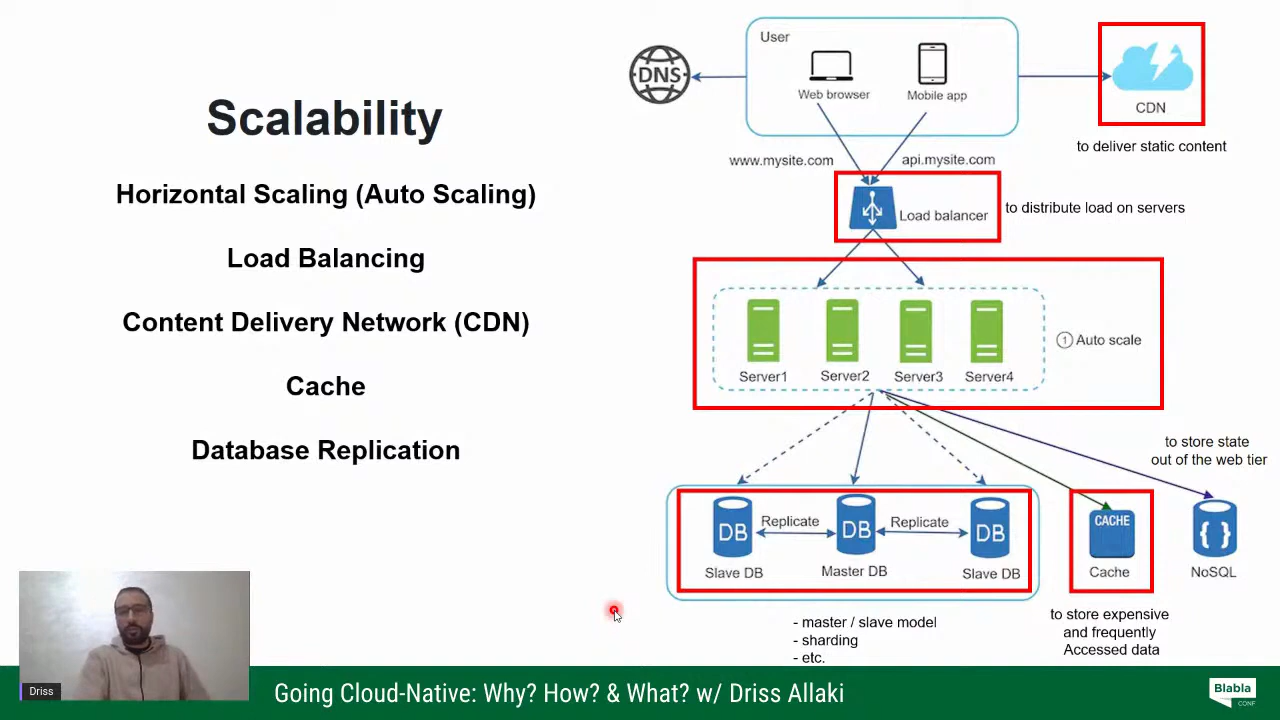 Scalability
Horizontal Scaling (Auto Scaling)
Load Balancing
Content Delivery Network (CDN)
Cache
Database Replication
User
DNS
Web browser
Mobile app
CDN
to deliver static content
www.mysite.com
api.mysite.com
Load balancer
to distribute load on servers
Server1
Server2
Server3
Server4
1 Auto scale
to store state
out of the web tier
DB
Replicate
DB
Replicate
DB
CACHE
{ }
Slave DB
Master DB
Slave DB
Cache
NoSQL
- master / slave model
- sharding
- etc.
to store expensive
and frequently
Accessed data
Driss
Going Cloud-Native: Why? How? & What? w/ Driss Allaki
Blabla
CONF